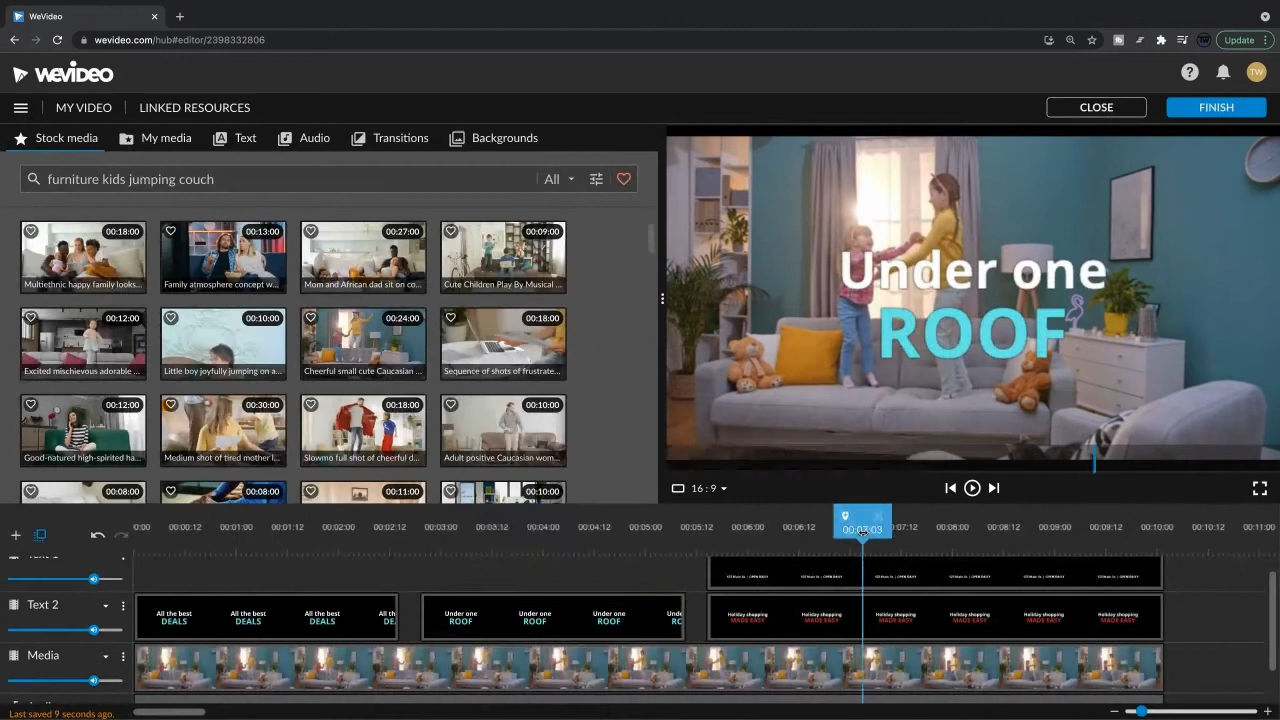 WeVideo
wevideo.com/hub#editor/2398332806
Update
TW
WEVIDEO
TW
MY VIDEO
LINKED RESOURCES
CLOSE
FINISH
Stock media
My media
Text
Audio
Transitions
Backgrounds
furniture kids jumping couch
All
00:18:00
00:13:00
00:27:00
00:09:00
Multiethnic happy family looks...
Family atmosphere concept w...
Mom and African daughter co...
Cute Children Play By Musical ...
00:12:00
00:10:00
00:24:00
00:18:00
Excited mischievous adorable ...
Little boy joyfully jumping on a...
Cheerful small cute Caucasian ...
Sequence of shots of frustrate...
00:12:00
00:30:00
00:18:00
00:10:00
Good-natured high-spirited ha...
Medium shot of tired mother l...
Slowmo full shot of cheerful d...
Adult positive Caucasian wom...
00:08:00
00:08:00
00:11:00
00:10:00
Under one
ROOF
16:9
0:00 00:00:12 00:01:00 00:01:12 00:02:00 00:02:12 00:03:00 00:03:12 00:04:00 00:04:12 00:05:00 00:05:12 00:06:00 00:06:12 0:07:12 00:08:00 00:08:12 00:09:00 00:09:12 00:10:00 00:10:12 00:11:00
00:07:03
Text 2
All the best All the best All the best All th
DEALS DEALS DEALS DE
Under one Under one Under one Unde
ROOF ROOF ROOF RO
Holiday shopping Holiday shopping Holiday shopping Holiday shopping Holiday shopping Holiday shopping
MADE EASY MADE EASY MADE EASY MADE EASY MADE EASY MADE EASY
Media
Last saved 9 seconds ago.